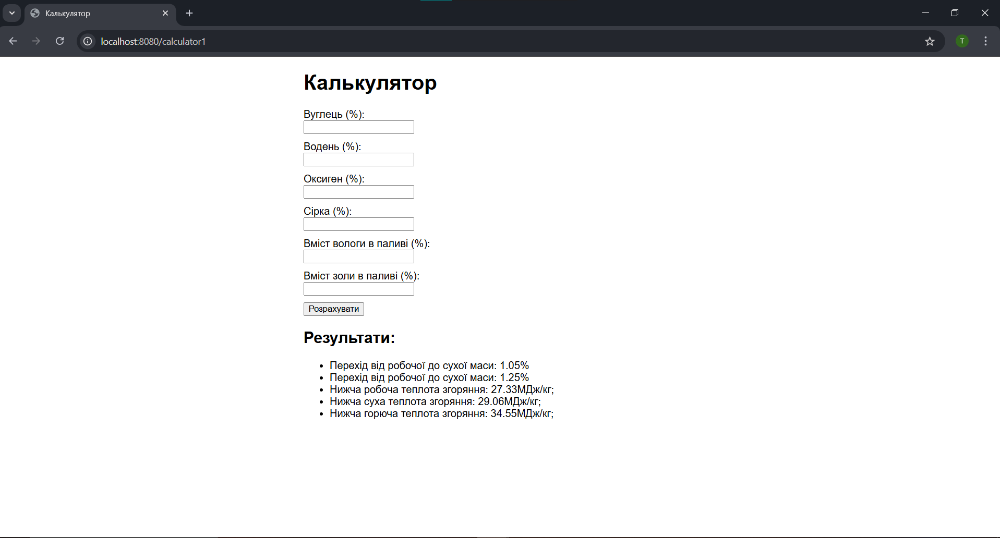 Калькулятор
localhost:8080/calculator1
T
Калькулятор
Вуглець (%):
Водень (%):
Оксиген (%):
Сірка (%):
Вміст вологи в паливі (%):
Вміст золи в паливі (%):
Розрахувати
Результати:
• Перехід від робочої до сухої маси: 1.05%
• Перехід від робочої до сухої маси: 1.25%
• Нижча робоча теплота згоряння: 27.33МДж/кг;
• Нижча суха теплота згоряння: 29.06МДж/кг;
• Нижча горюча теплота згоряння: 34.55МДж/кг;